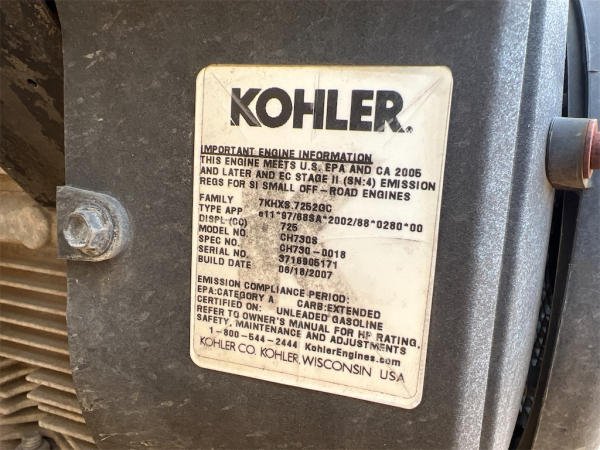 KOHLER.
IMPORTANT ENGINE INFORMATION
THIS ENGINE MEETS U.S. EPA AND CA 2005
AND LATER AND EC STAGE II (SN:4) EMISSION
REGS FOR SI SMALL OFF-ROAD ENGINES
FAMILY 7KHXS.7252GC
TYPE APP e11*97/68SA*2002/88*0280*00
DISPL (CC) 725
MODEL NO. CH730S
SPEC NO. CH730-0018
SERIAL NO. 3716905171
BUILD DATE 06/18/2007
EMISSION COMPLIANCE PERIOD:
EPA:CATEGORY A CARB:EXTENDED
CERTIFIED ON: UNLEADED GASOLINE
REFER TO OWNER'S MANUAL FOR HP RATING,
SAFETY, MAINTENANCE AND ADJUSTMENTS
1-800-544-2444 KohlerEngines.com
KOHLER CO. KOHLER, WISCONSIN USA